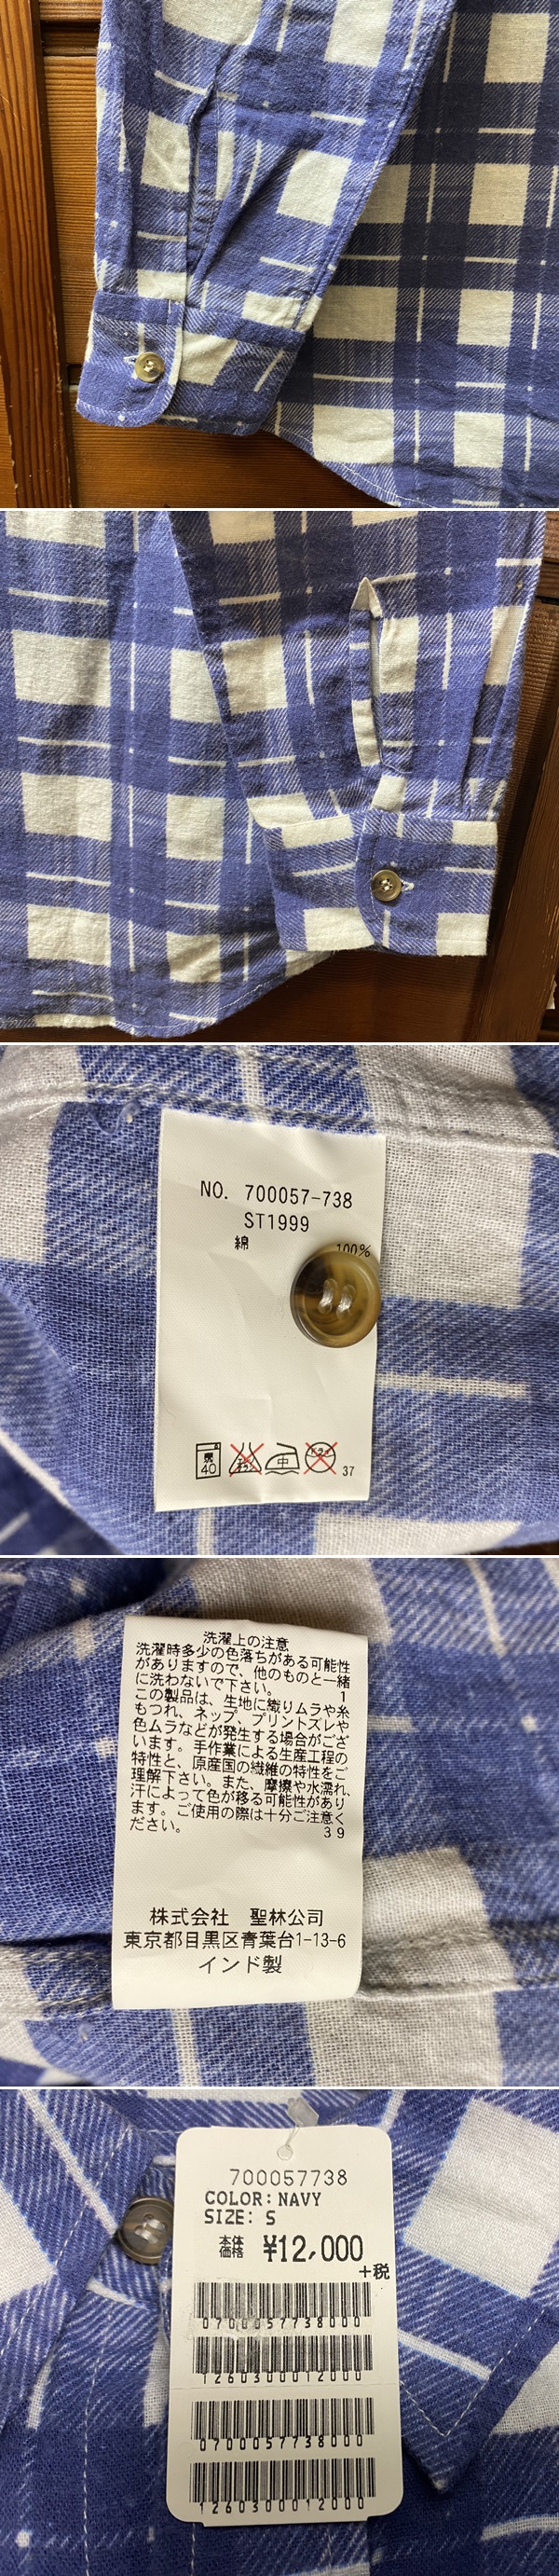 NO. 700057-738
ST1999
綿 100%
40
中
37
洗濯上の注意
洗濯時多少の色落ちがある可能性
がありますので、他のものと一緒
に洗わないで下さい。 1
この製品は、生地に織りムラや糸
もつれ、ネップ、プリントズレや
色ムラなどが発生する場合がござ
います。手作業による生産工程の
特性と、原産国の繊維の特性をご
理解下さい。また、摩擦や水濡れ、
汗によって色が移る可能性があり
ます。ご使用の際は十分ご注意く
ださい。 39
株式会社 聖林公司
東京都目黒区青葉台1-13-6
インド製
700057738
COLOR:NAVY
SIZE: S
本体
価格 ¥12,000
+税
0700057738000
1260300012000
0700057738000
1260300012000